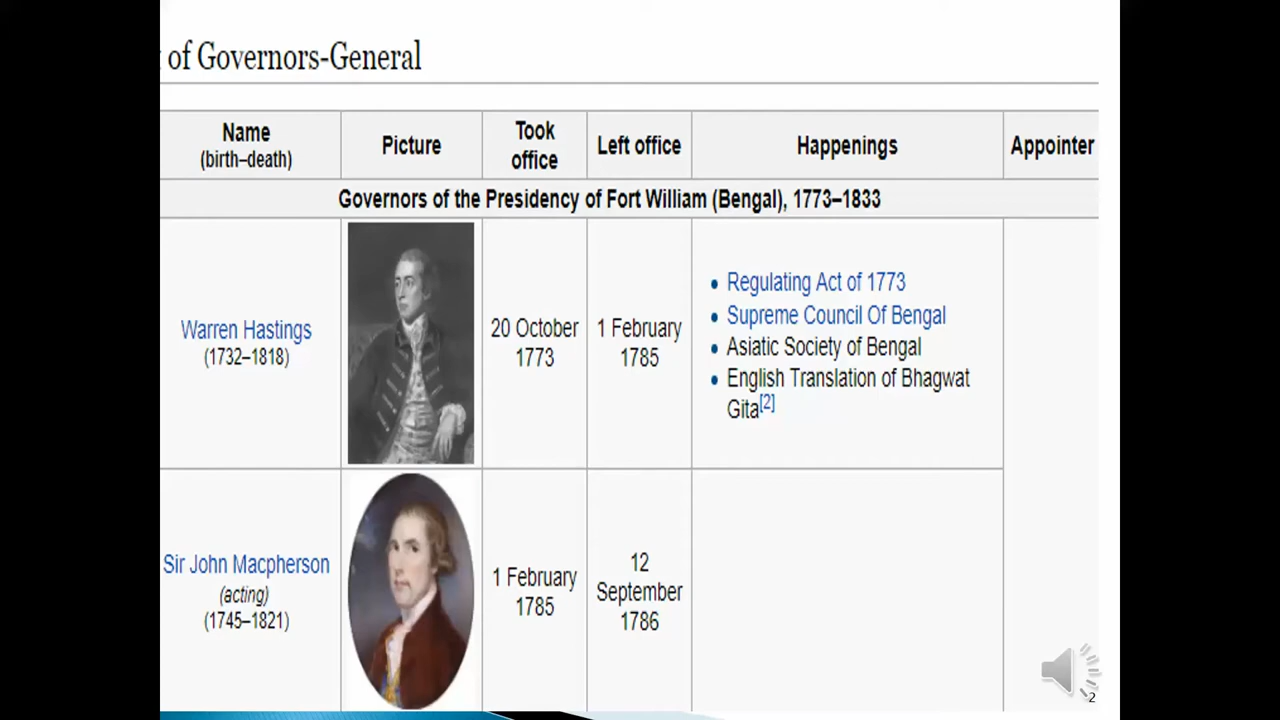 of Governors-General
Name
(birth–death)
Picture
Took
office
Left office
Happenings
Appointer
Governors of the Presidency of Fort William (Bengal), 1773–1833
Warren Hastings
(1732–1818)
20 October
1773
1 February
1785
Regulating Act of 1773
Supreme Council Of Bengal
Asiatic Society of Bengal
English Translation of Bhagwat
Gita[2]
Sir John Macpherson
(acting)
(1745–1821)
1 February
1785
12
September
1786
2